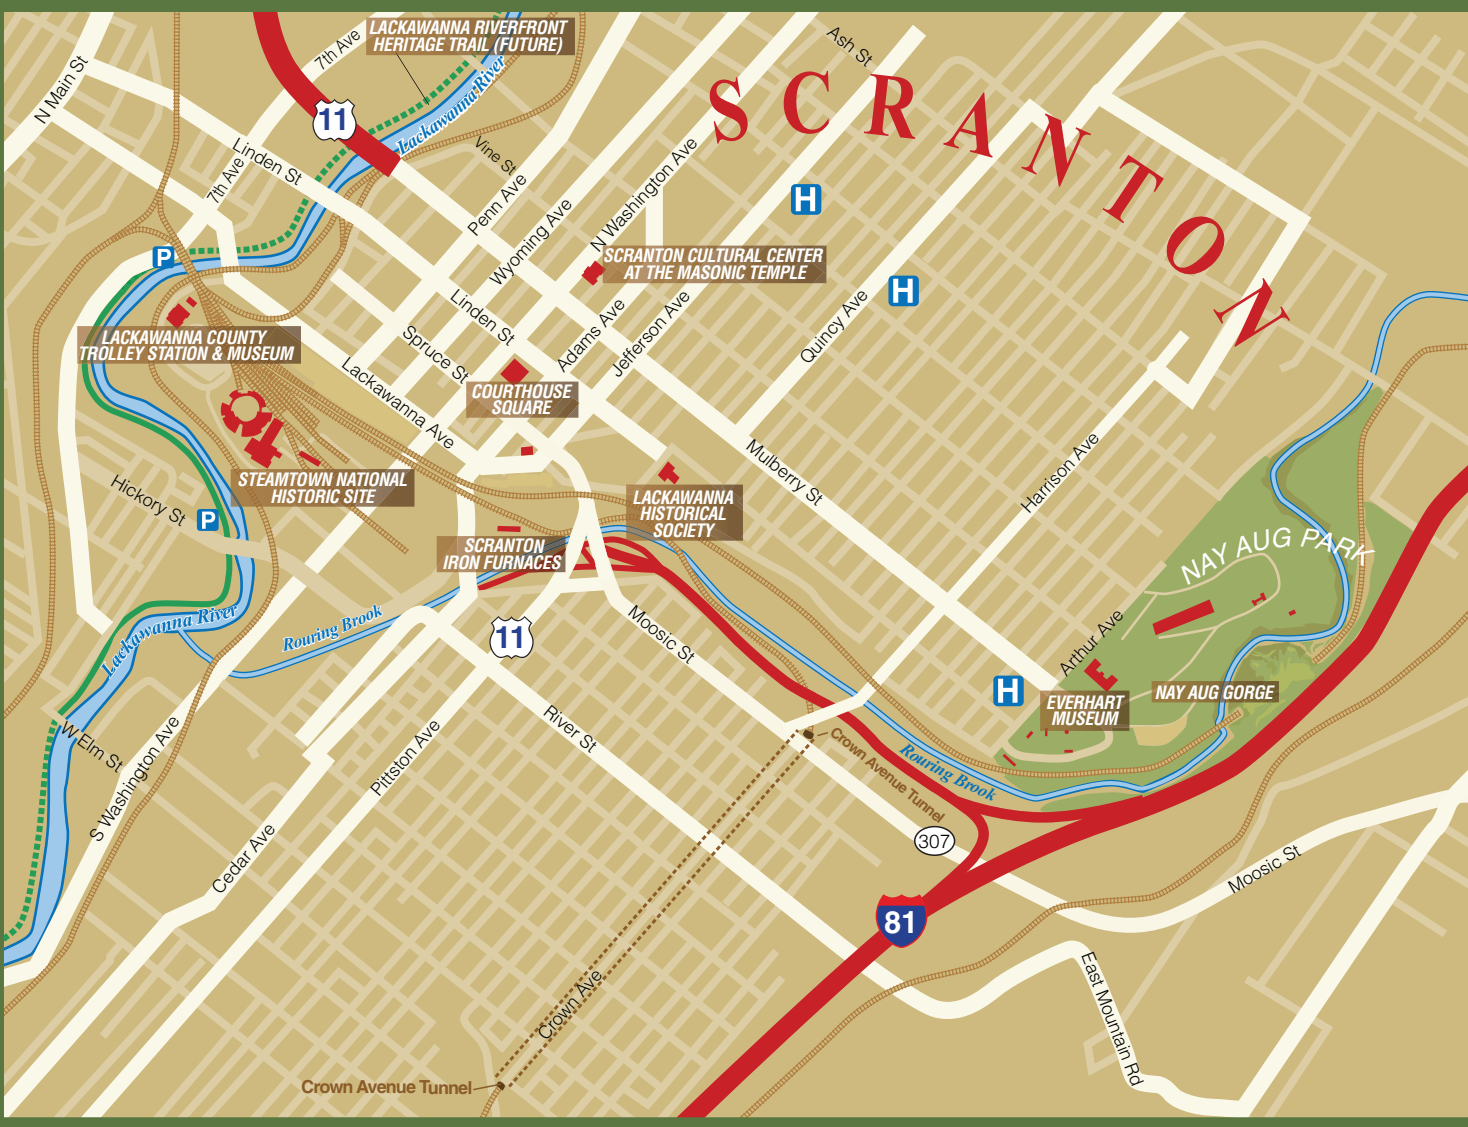 LACKAWANNA RIVERFRONT
HERITAGE TRAIL (FUTURE)
7th Ave
Ash St
N Main St
11
Lackawanna River
SCRANTON
Linden St
7th Ave
Vine St
Penn Ave
N Washington Ave
Wyoming Ave
H
P
SCRANTON CULTURAL CENTER
AT THE MASONIC TEMPLE
H
LACKAWANNA COUNTY
TROLLEY STATION & MUSEUM
Linden St
Spruce St
Adams Ave
Jefferson Ave
Quincy Ave
Lackawanna Ave
COURTHOUSE
SQUARE
STEAMTOWN NATIONAL
HISTORIC SITE
Hickory St
P
LACKAWANNA
HISTORICAL
SOCIETY
Mulberry St
Harrison Ave
SCRANTON
IRON FURNACES
NAY AUG PARK
Lackawanna River
Rouring Brook
11
Moosic St
Arthur Ave
H
EVERHART
MUSEUM
NAY AUG GORGE
W Elm St
S Washington Ave
Pittston Ave
River St
Crown Avenue Tunnel
Rouring Brook
Cedar Ave
307
Moosic St
81
Crown Ave
East Mountain Rd
Crown Avenue Tunnel